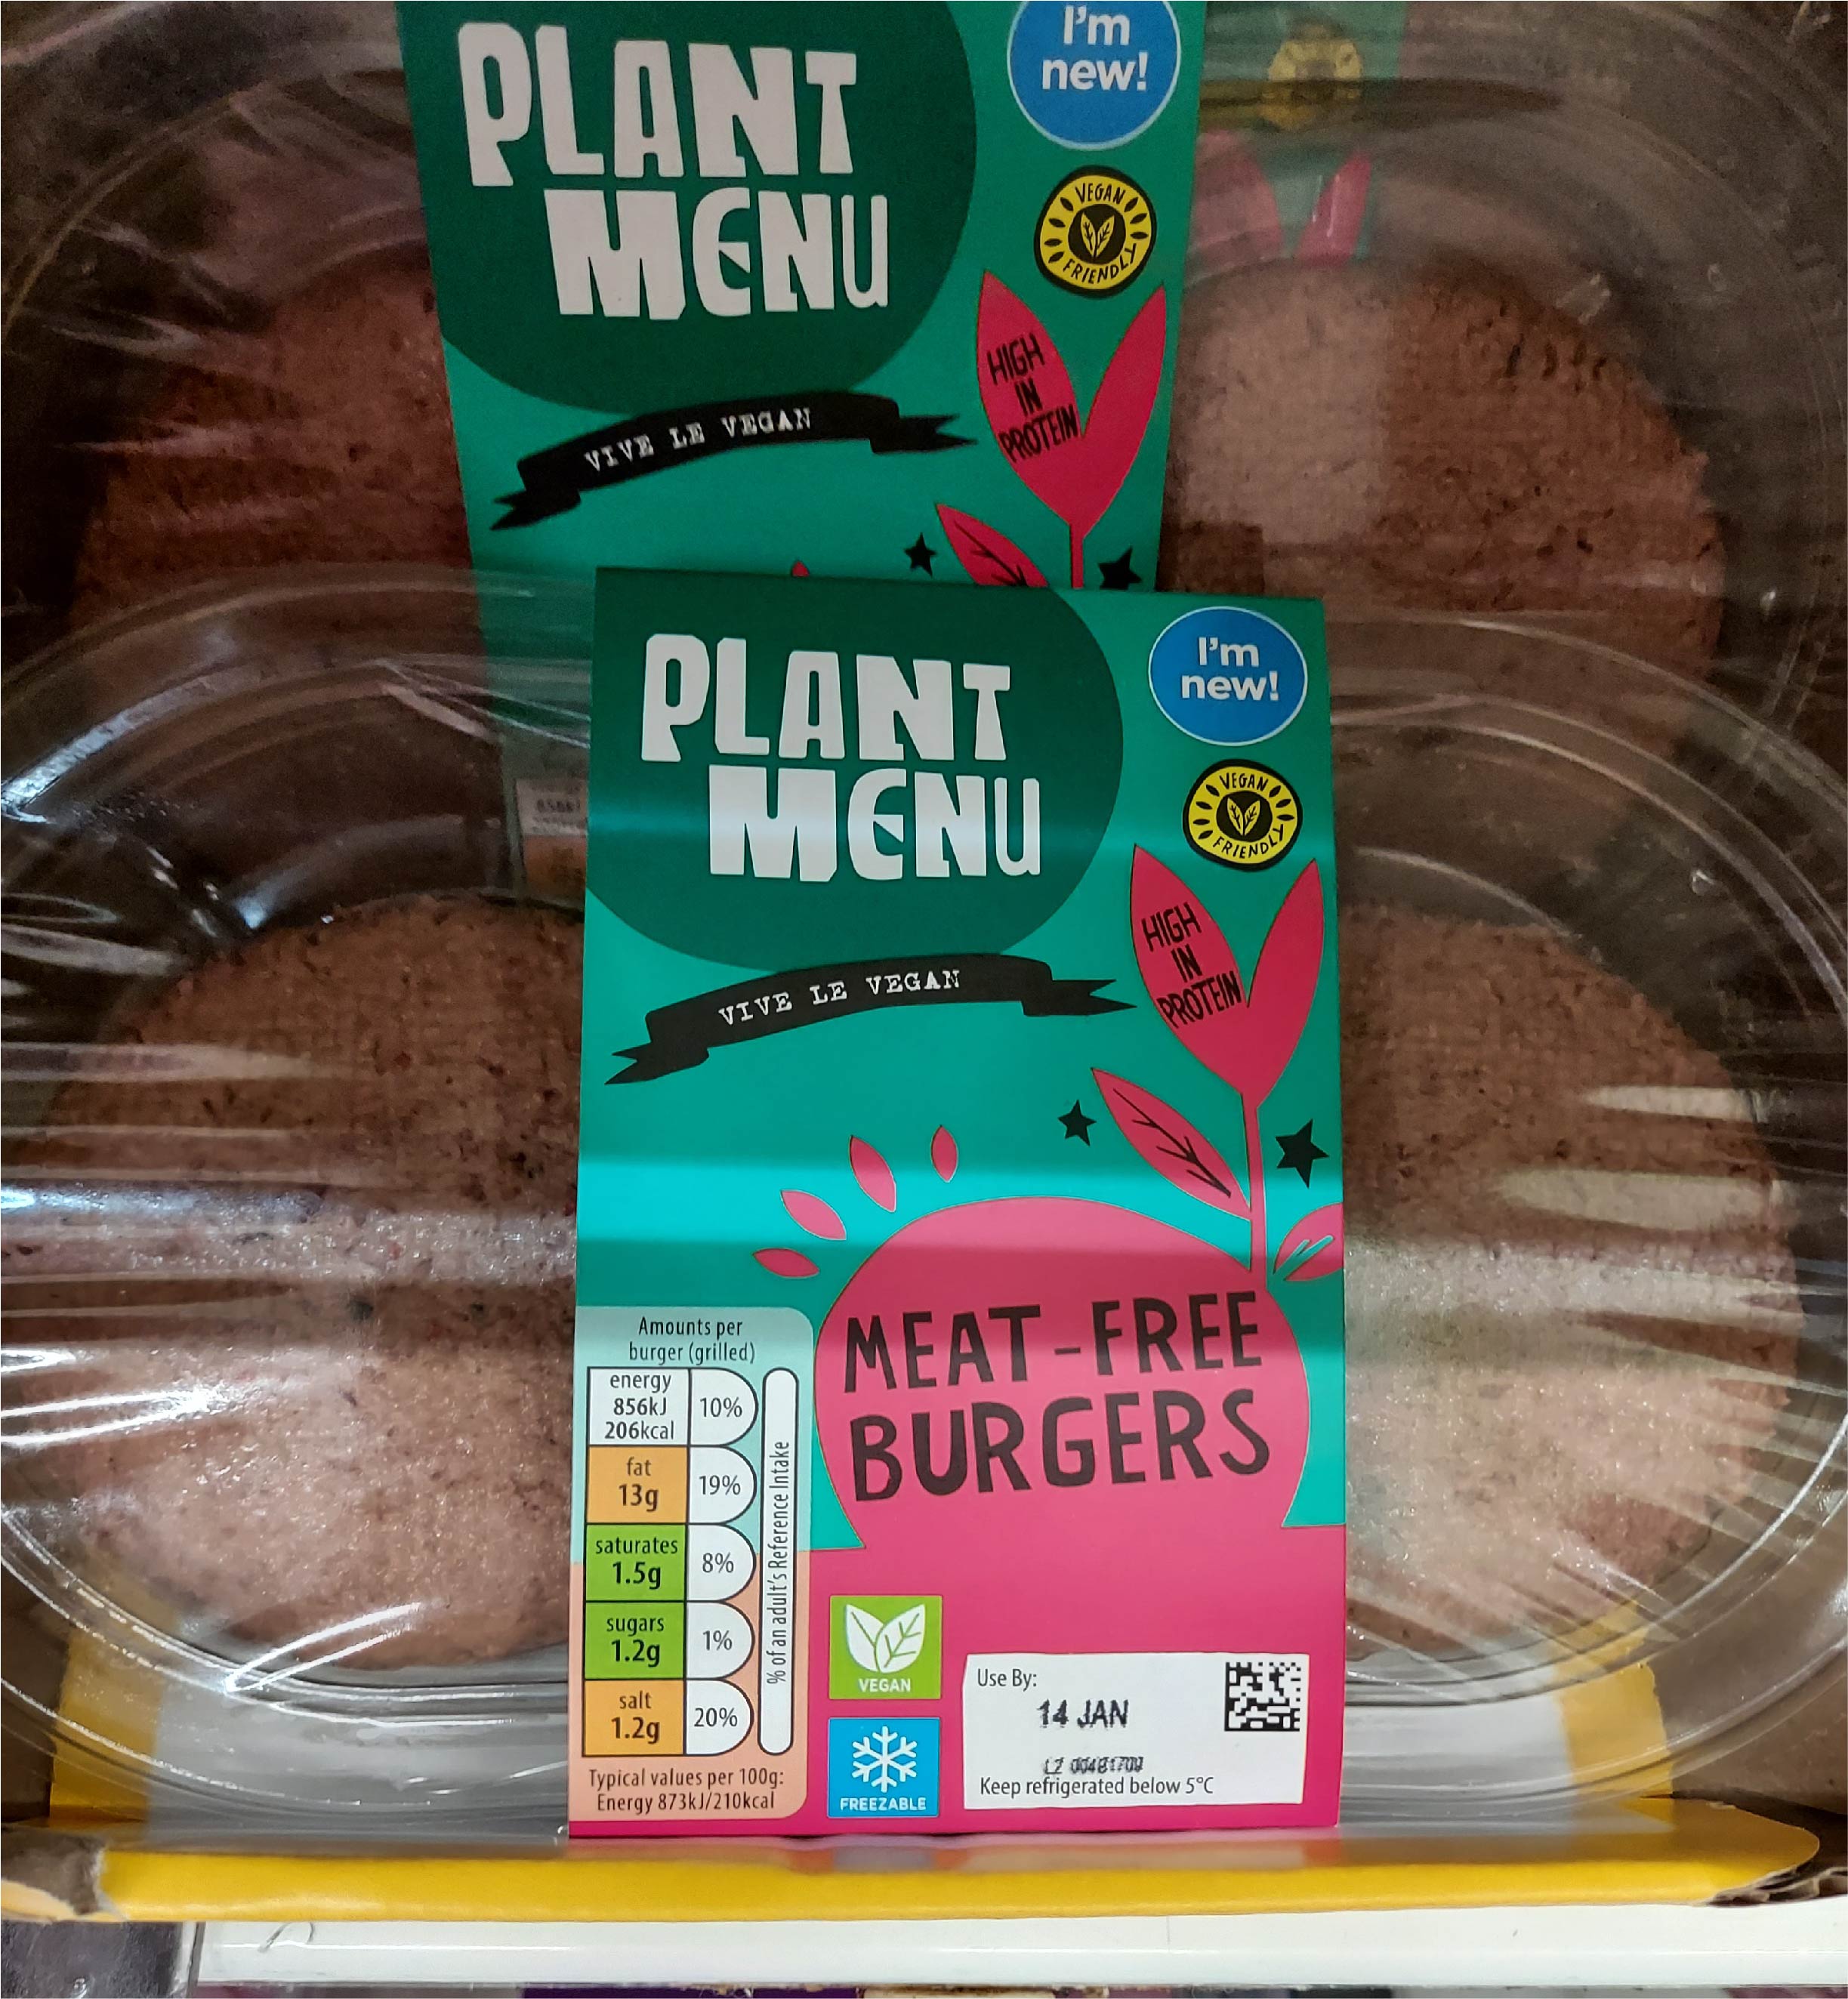 PLANT
MENU
I'm
new!
VEGAN
FRIENDLY
HIGH
IN
PROTEIN
VIVE LE VEGAN
PLANT
MENU
I'm
new!
VEGAN
FRIENDLY
HIGH
IN
PROTEIN
VIVE LE VEGAN
MEAT-FREE
BURGERS
Amounts per
burger (grilled)
energy
856kJ
206kcal
10%
fat
13g
19%
saturates
1.5g
8%
sugars
1.2g
1%
salt
1.2g
20%
% of an adult's Reference Intake
Typical values per 100g:
Energy 873kJ/210kcal
VEGAN
FREEZABLE
Use By:
14 JAN
Keep refrigerated below 5°C